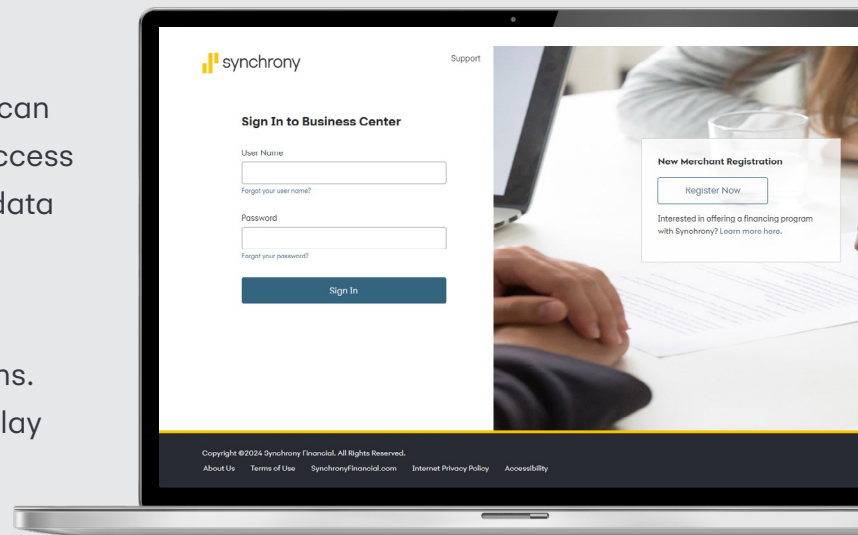 can
ccess
data
ns.
lay
synchrony
Support
Sign In to Business Center
User Name
Forgot your user name?
Password
Forgot your password?
Sign In
New Merchant Registration
Register Now
Interested in offering a financing program
with Synchrony? Learn more here.
Copyright ©2024 Synchrony Financial. All Rights Reserved.
About Us Terms of Use SynchronyFinancial.com Internet Privacy Policy Accessibility